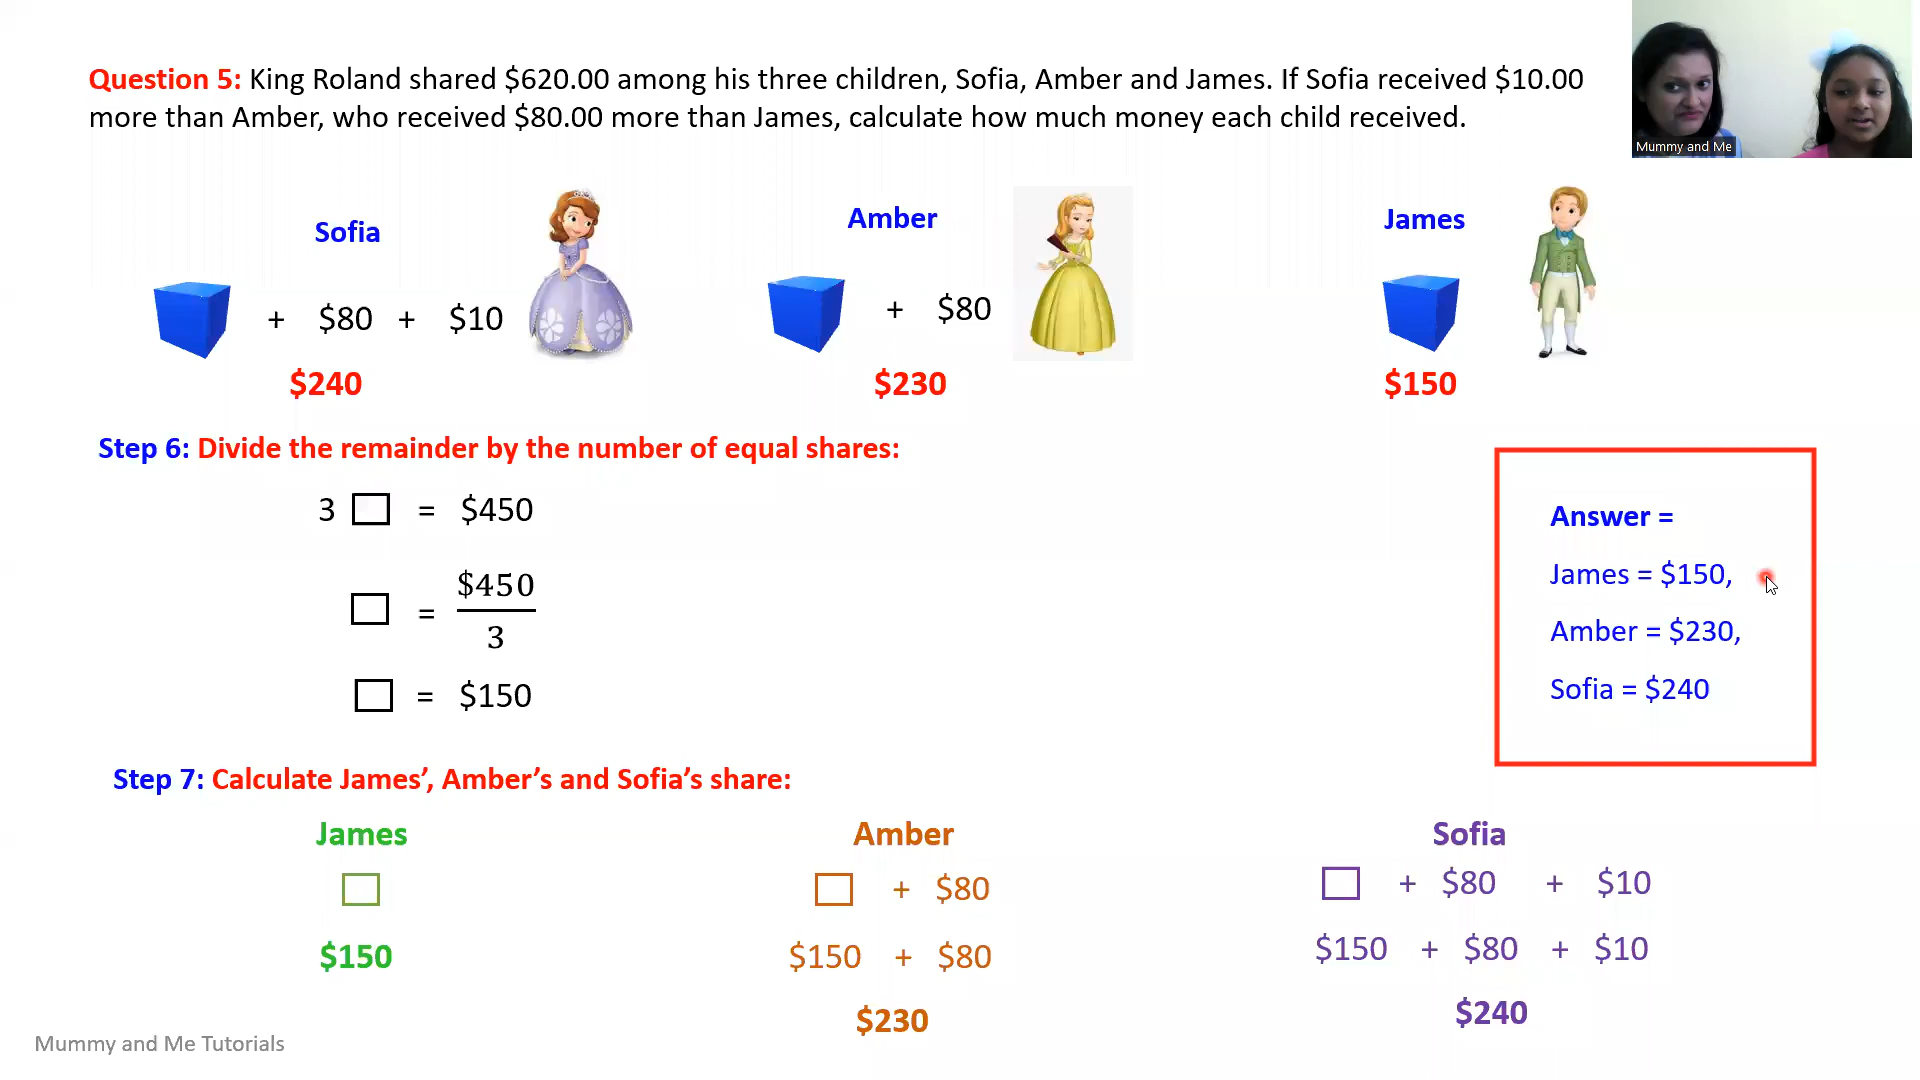 Question 5: King Roland shared $620.00 among his three children, Sofia, Amber and James. If Sofia received $10.00
more than Amber, who received $80.00 more than James, calculate how much money each child received.
Mummy and Me
Sofia
Amber
James
+ $80 + $10
+ $80
$240
$230
$150
Step 6: Divide the remainder by the number of equal shares:
3 □ = $450
□ = $450
3
□ = $150
Answer =
James = $150,
Amber = $230,
Sofia = $240
Step 7: Calculate James’, Amber’s and Sofia’s share:
James
□
$150
Amber
□ + $80
$150 + $80
$230
Sofia
□ + $80 + $10
$150 + $80 + $10
$240
Mummy and Me Tutorials